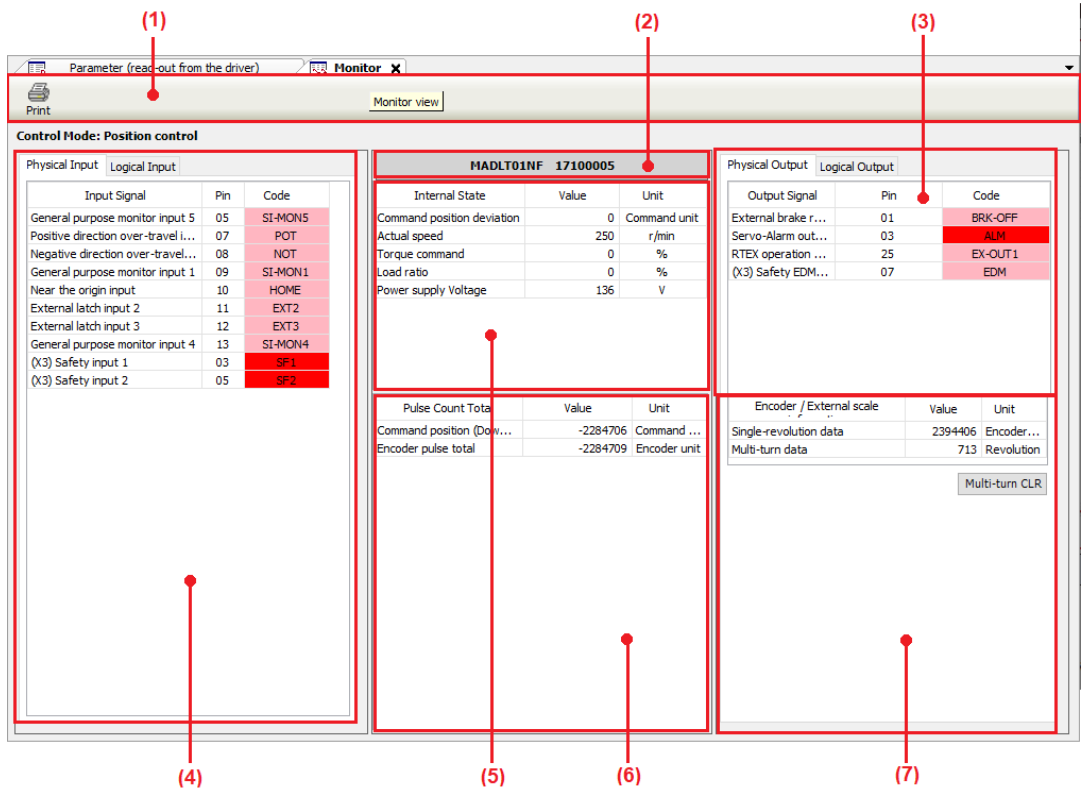 (1)
(2)
(3)
Parameter (read-out from the driver)
Monitor X
Print
Monitor view
Control Mode: Position control
Physical Input
Logical Input
Input Signal Pin Code
General purpose monitor input 5 05 SI-MON5
Positive direction over-travel i... 07 POT
Negative direction over-travel... 08 NOT
General purpose monitor input 1 09 SI-MON1
Near the origin input 10 HOME
External latch input 2 11 EXT2
External latch input 3 12 EXT3
General purpose monitor input 4 13 SI-MON4
(X3) Safety input 1 03 SF1
(X3) Safety input 2 05 SF2
MADLT01NF 17100005
Internal State Value Unit
Command position deviation 0 Command unit
Actual speed 250 r/min
Torque command 0 %
Load ratio 0 %
Power supply Voltage 136 V
Pulse Count Total Value Unit
Command position (Dow... -2284706 Command ...
Encoder pulse total -2284709 Encoder unit
Physical Output
Logical Output
Output Signal Pin Code
External brake r... 01 BRK-OFF
Servo-Alarm out... 03 ALM
RTEX operation ... 25 EX-OUT1
(X3) Safety EDM... 07 EDM
Encoder / External scale
Value Unit
Single-revolution data 2394406 Encoder...
Multi-turn data 713 Revolution
Multi-turn CLR
(4)
(5)
(6)
(7)